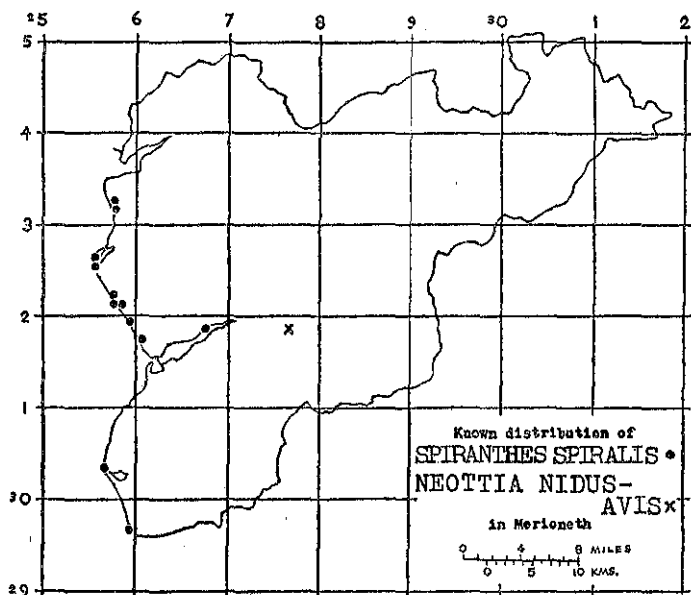 ²5 6 7 8 9 ³0 1 2
5
4
3
2
1
³0
29
Known distribution of
SPIRANTHES SPIRALIS •
NEOTTIA NIDUS-
AVIS ×
in Merioneth
0 4 8 MILES
0 5 10 KMS.